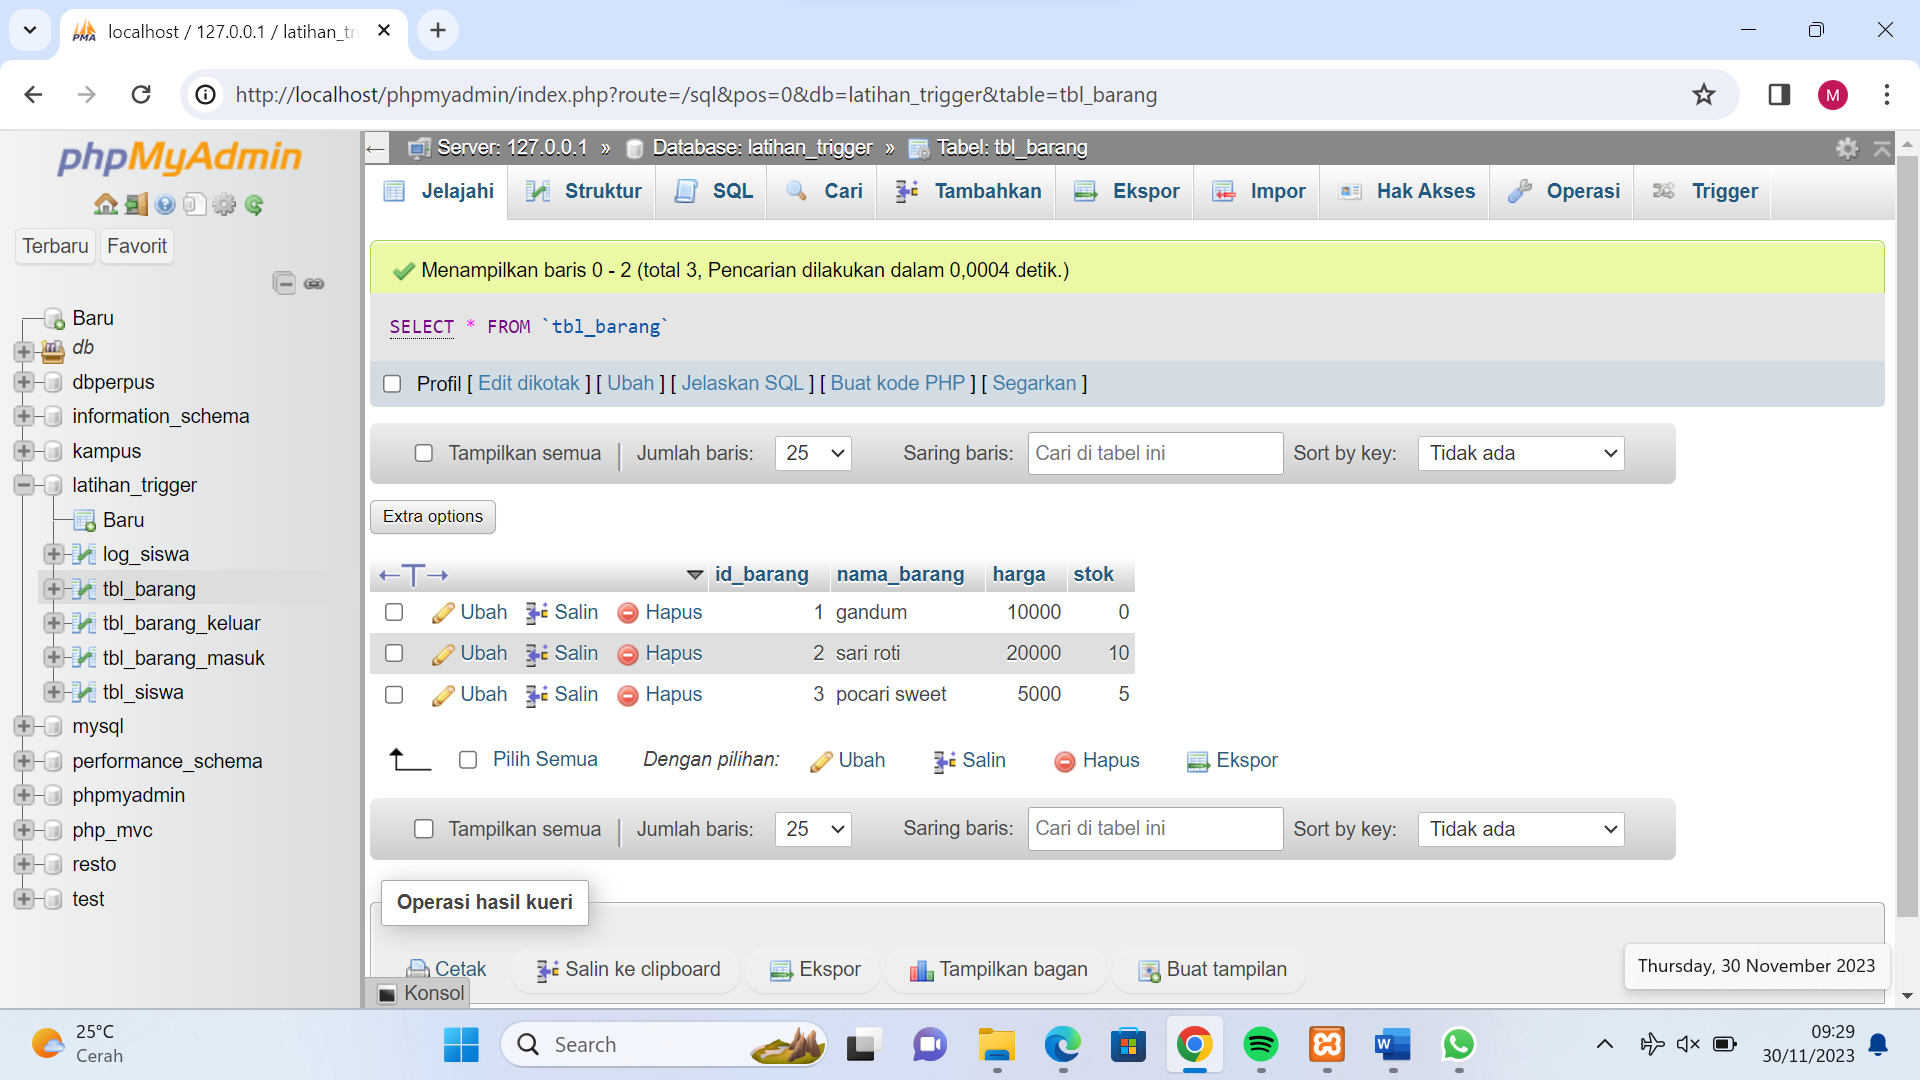 localhost / 127.0.0.1 / latihan_tr
http://localhost/phpmyadmin/index.php?route=/sql&pos=0&db=latihan_trigger&table=tbl_barang
M
phpMyAdmin
Terbaru
Favorit
Baru
db
dbperpus
information_schema
kampus
latihan_trigger
Baru
log_siswa
tbl_barang
tbl_barang_keluar
tbl_barang_masuk
tbl_siswa
mysql
performance_schema
phpmyadmin
php_mvc
resto
test
Server: 127.0.0.1 » Database: latihan_trigger » Tabel: tbl_barang
Jelajahi Struktur SQL Cari Tambahkan Ekspor Impor Hak Akses Operasi Trigger
Menampilkan baris 0 - 2 (total 3, Pencarian dilakukan dalam 0,0004 detik.)
SELECT * FROM `tbl_barang`
Profil [ Edit dikotak ] [ Ubah ] [ Jelaskan SQL ] [ Buat kode PHP ] [ Segarkan ]
Tampilkan semua | Jumlah baris: 25 Saring baris: Cari di tabel ini Sort by key: Tidak ada
Extra options
←T→ id_barang nama_barang harga stok
Ubah Salin Hapus 1 gandum 10000 0
Ubah Salin Hapus 2 sari roti 20000 10
Ubah Salin Hapus 3 pocari sweet 5000 5
Pilih Semua Dengan pilihan: Ubah Salin Hapus Ekspor
Tampilkan semua | Jumlah baris: 25 Saring baris: Cari di tabel ini Sort by key: Tidak ada
Operasi hasil kueri
Cetak Salin ke clipboard Ekspor Tampilkan bagan Buat tampilan
Konsol
Thursday, 30 November 2023
25°C
Cerah
Search
09:29
30/11/2023